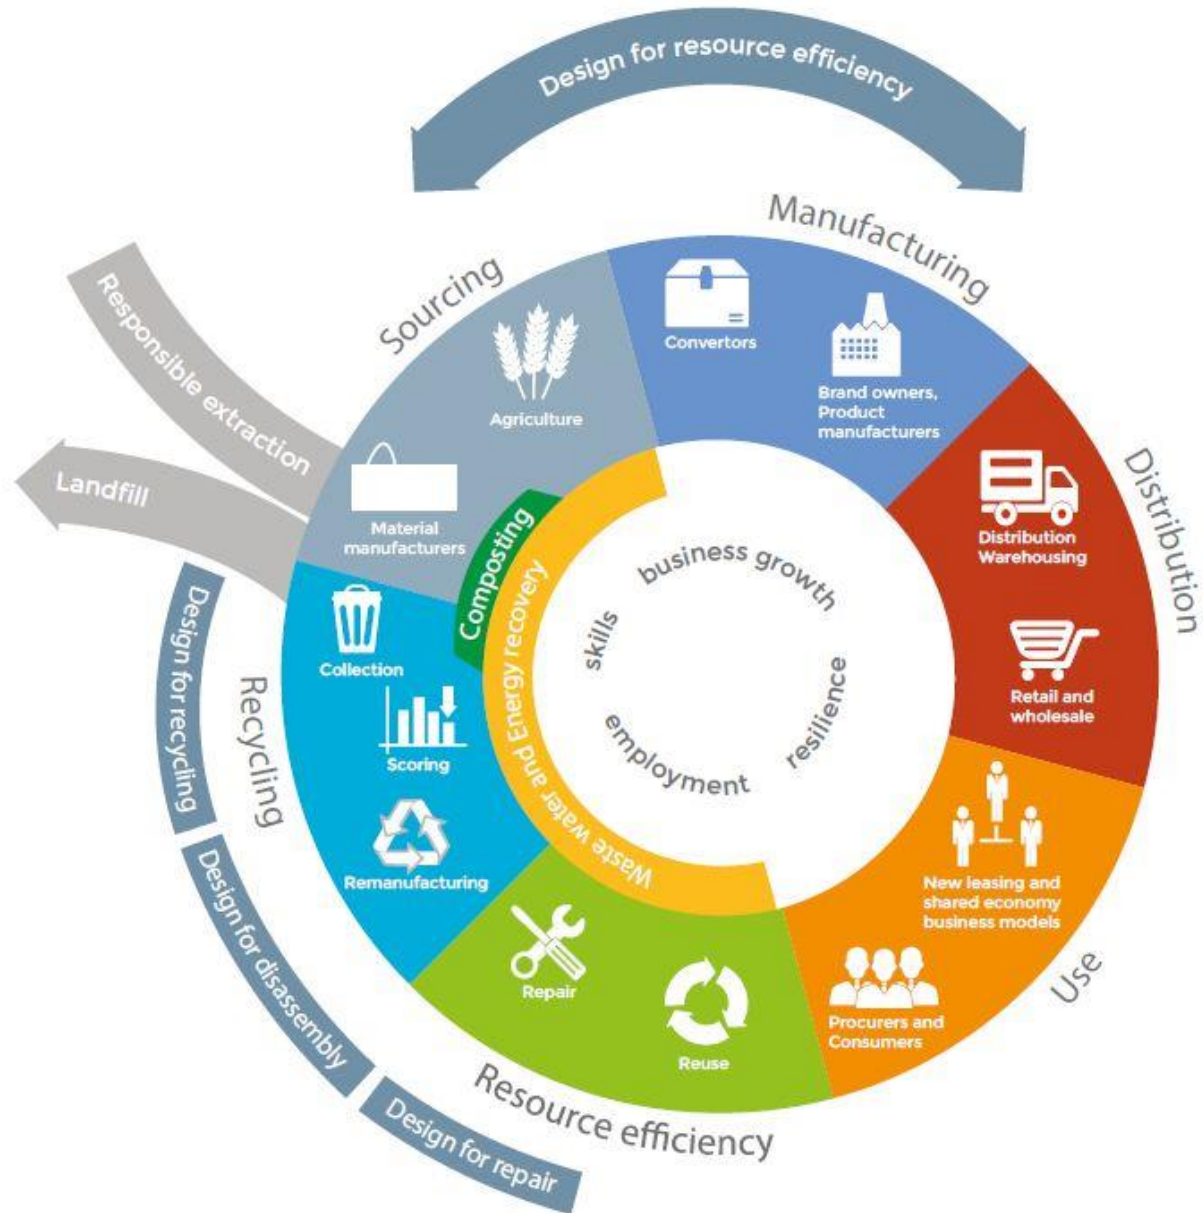 Design for resource efficiency
Manufacturing
Sourcing
Convertors
Brand owners,
Product
manufacturers
Agriculture
Responsible extraction
Landfill
Material
manufacturers
Composting
Waste water and Energy recovery
Distribution
Distribution
Warehousing
Retail and
wholesale
business growth
skills
resilience
employment
Design for recycling
Recycling
Collection
Scoring
Remanufacturing
New leasing and
shared economy
business models
Use
Procurers and
Consumers
Repair
Reuse
Resource efficiency
Design for disassembly
Design for repair